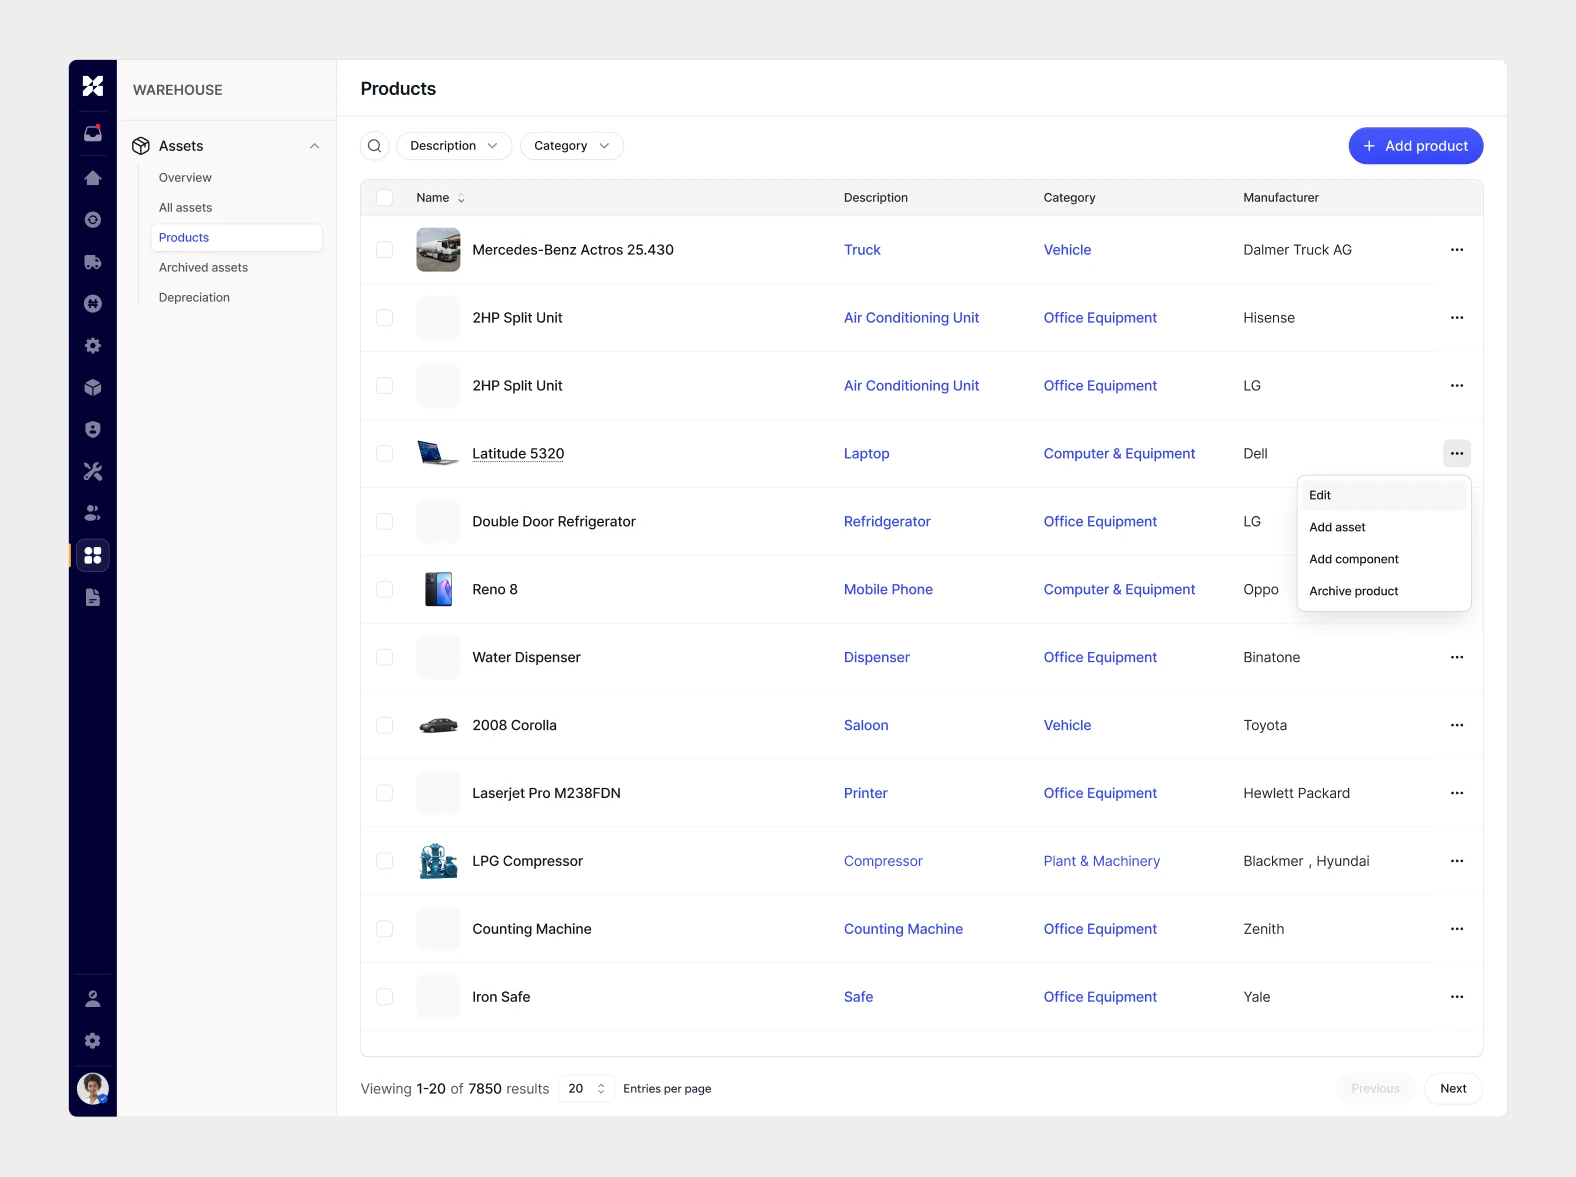 WAREHOUSE
Assets
Overview
All assets
Products
Archived assets
Depreciation
Products
Description
Category
Add product
Name Description Category Manufacturer
Mercedes-Benz Actros 25.430 Truck Vehicle Dalmer Truck AG
2HP Split Unit Air Conditioning Unit Office Equipment Hisense
2HP Split Unit Air Conditioning Unit Office Equipment LG
Latitude 5320 Laptop Computer & Equipment Dell
Edit
Add asset
Add component
Archive product
Double Door Refrigerator Refridgerator Office Equipment LG
Reno 8 Mobile Phone Computer & Equipment Oppo
Water Dispenser Dispenser Office Equipment Binatone
2008 Corolla Saloon Vehicle Toyota
Laserjet Pro M238FDN Printer Office Equipment Hewlett Packard
LPG Compressor Compressor Plant & Machinery Blackmer , Hyundai
Counting Machine Counting Machine Office Equipment Zenith
Iron Safe Safe Office Equipment Yale
Viewing 1-20 of 7850 results 20 Entries per page Previous Next